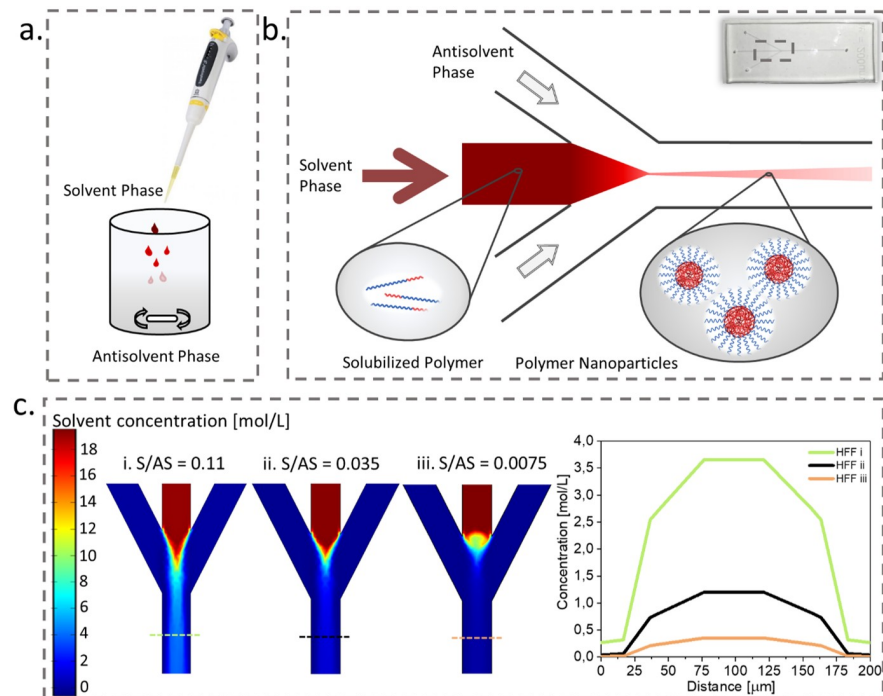 a.
Solvent Phase
Antisolvent Phase
b.
Antisolvent
Phase
Solvent
Phase
Solubilized Polymer
Polymer Nanoparticles
c.
Solvent concentration [mol/L]
18
16
14
12
10
8
6
4
2
0
i. S/AS = 0.11
ii. S/AS = 0.035
iii. S/AS = 0.0075
Concentration [mol/L]
4,0
3,5
3,0
2,5
2,0
1,5
1,0
0,5
0,0
HFF i
HFF ii
HFF iii
0 25 50 75 100 125 150 175 200
Distance [μm]